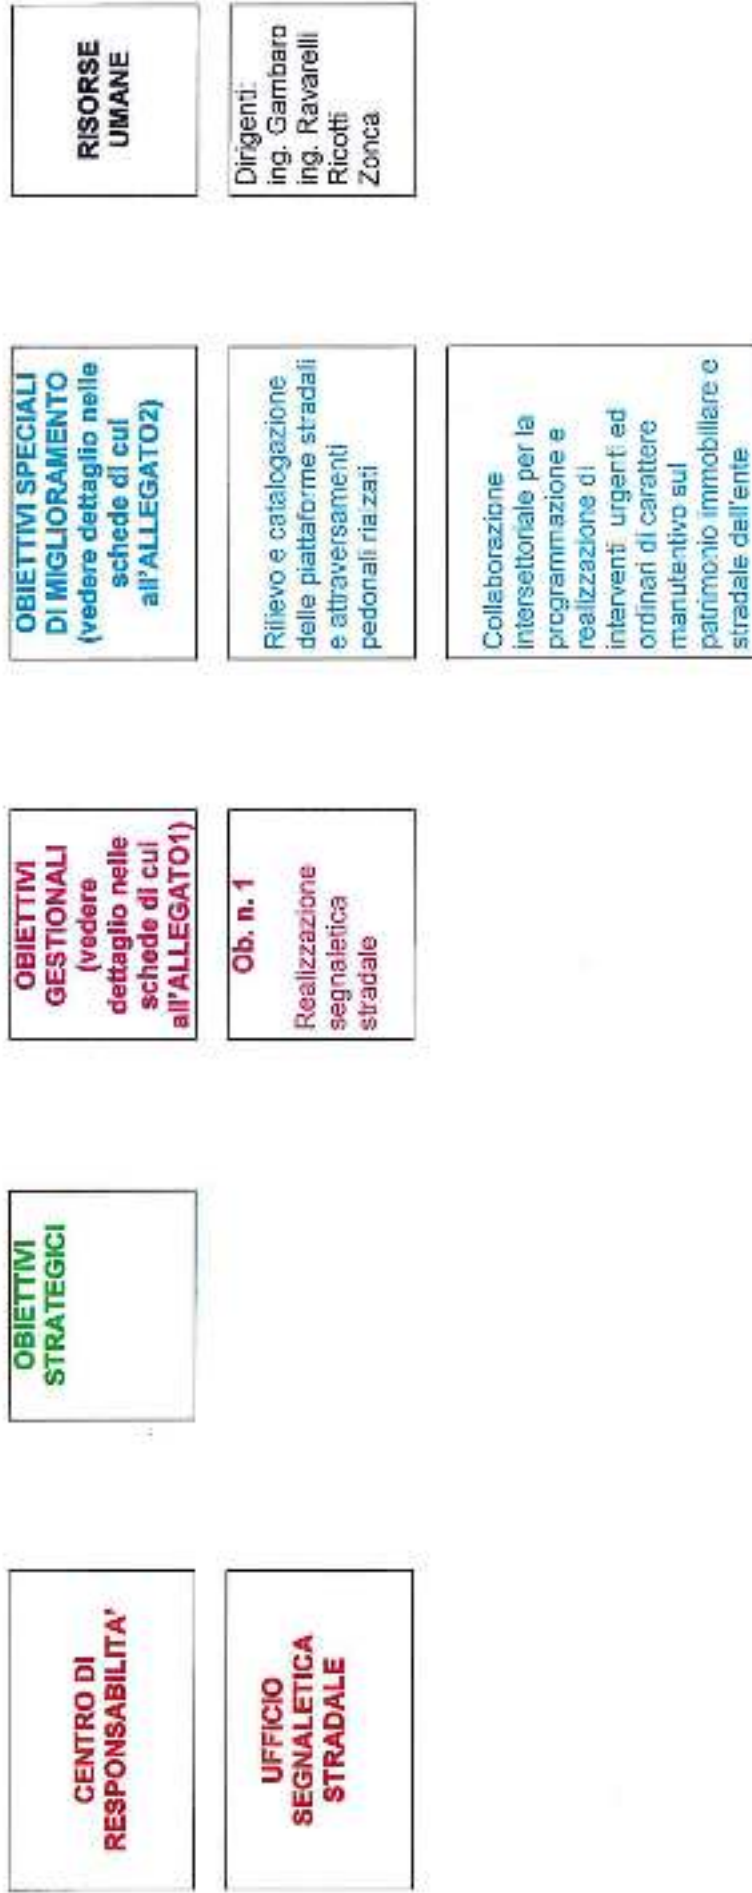 CENTRO DI
RESPONSABILITA'
OBIETTIVI
STRATEGICI
OBIETTIVI
GESTIONALI
(vedere
dettaglio nelle
schede di cui
all'ALLEGATO1)
OBIETTIVI SPECIALI
DI MIGLIORAMENTO
(vedere dettaglio nelle
schede di cui
all'ALLEGATO2)
RISORSE
UMANE
UFFICIO
SEGNALETICA
STRADALE
Ob. n. 1
Realizzazione
segnaletica
stradale
Rilievo e catalogazione
delle piattaforme stradali
e attraversamenti
pedonali rialzati
Dirigenti:
ing. Gambaro
ing. Ravarelli
Ricotti
Zonca
Collaborazione
intersettoriale per la
programmazione e
realizzazione di
interventi urgenti ed
ordinari di carattere
manutentivo sul
patrimonio immobiliare e
stradale dell'ente